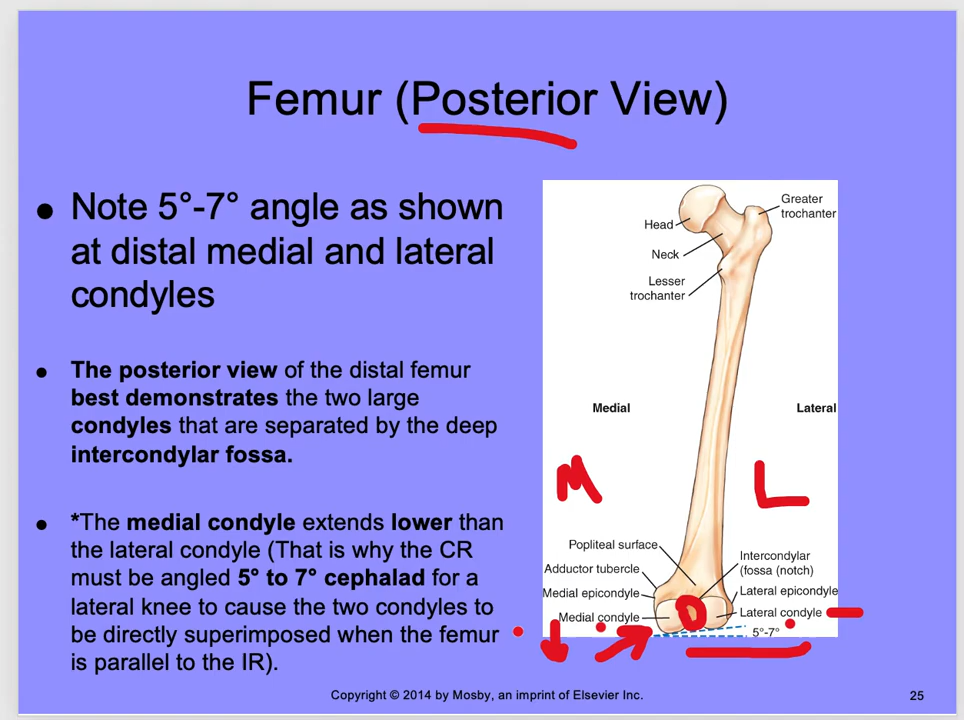 Femur (Posterior View)
• Note 5°-7° angle as shown
at distal medial and lateral
condyles
• The posterior view of the distal femur
best demonstrates the two large
condyles that are separated by the deep
intercondylar fossa.
• *The medial condyle extends lower than
the lateral condyle (That is why the CR
must be angled 5° to 7° cephalad for a
lateral knee to cause the two condyles to
be directly superimposed when the femur
is parallel to the IR).
Greater
trochanter
Head
Neck
Lesser
trochanter
Medial
Lateral
M
L
Popliteal surface
Adductor tubercle
Medial epicondyle
Medial condyle
Intercondylar
(fossa (notch)
Lateral epicondyle
Lateral condyle
5°-7°
Copyright © 2014 by Mosby, an imprint of Elsevier Inc.
25